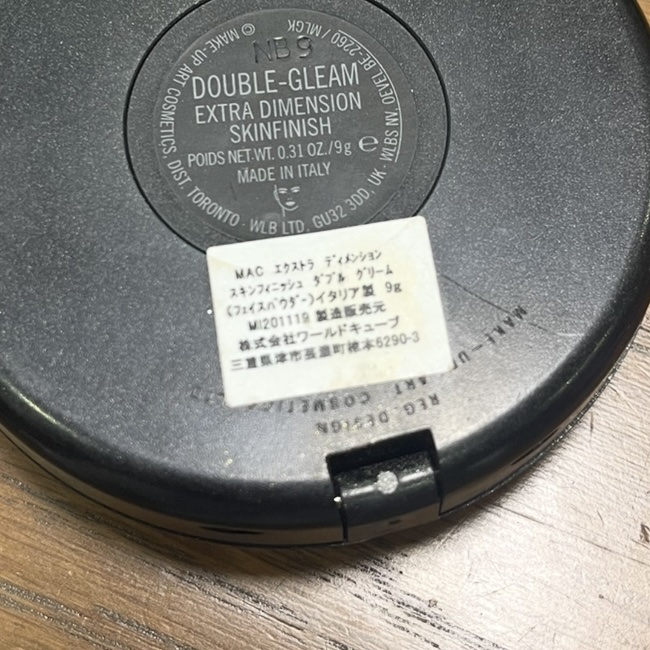 NB9
DOUBLE-GLEAM
EXTRA DIMENSION
SKINFINISH
POIDS NET·WT. 0.31 OZ./9g e
MADE IN ITALY
© MAKE-UP ART COSMETICS, DIST. TORONTO - WLB LTD. GU32 3DD, UK - WLBS NV, OEVEL BE-2260 / MLGK
MAC エクストラ ディメンション
スキンフィニッシュ ダブル グリーム
(フェイスパウダー)イタリア製 9g
MI201119 製造販売元
株式会社ワールドキューブ
三重県津市長岡町榎木6290-3
MAKE-UP ART COSMETICS
REG. DESIGN